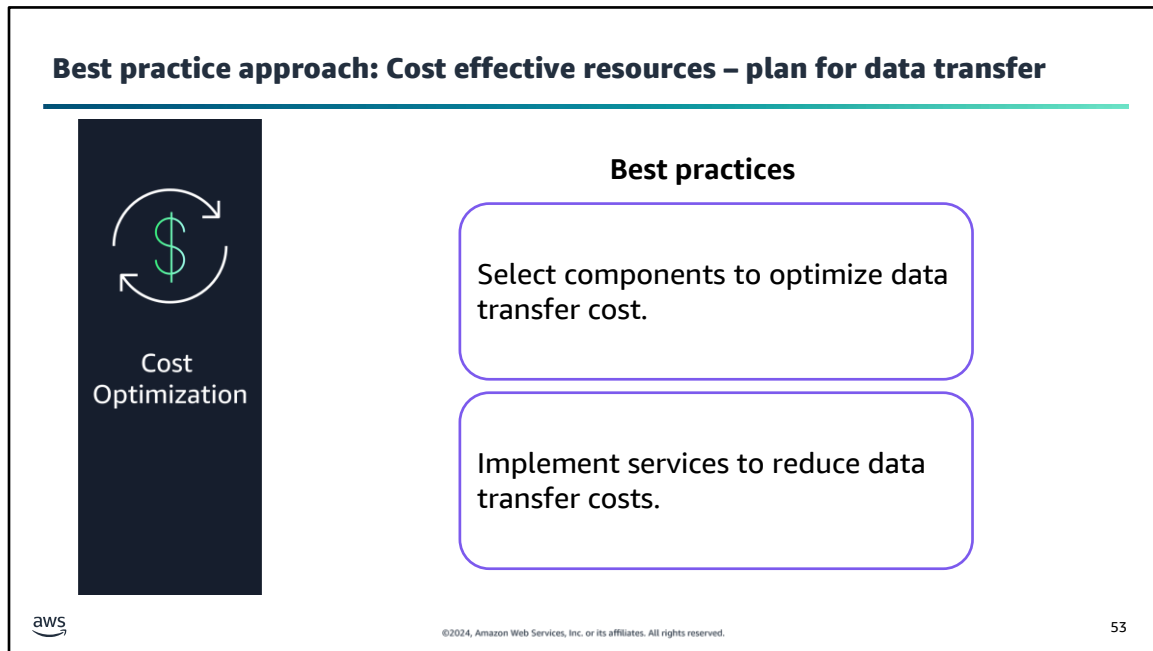 Best practice approach: Cost effective resources – plan for data transfer
$
Cost
Optimization
Best practices
Select components to optimize data
transfer cost.
Implement services to reduce data
transfer costs.
aws
©2024, Amazon Web Services, Inc. or its affiliates. All rights reserved.
53